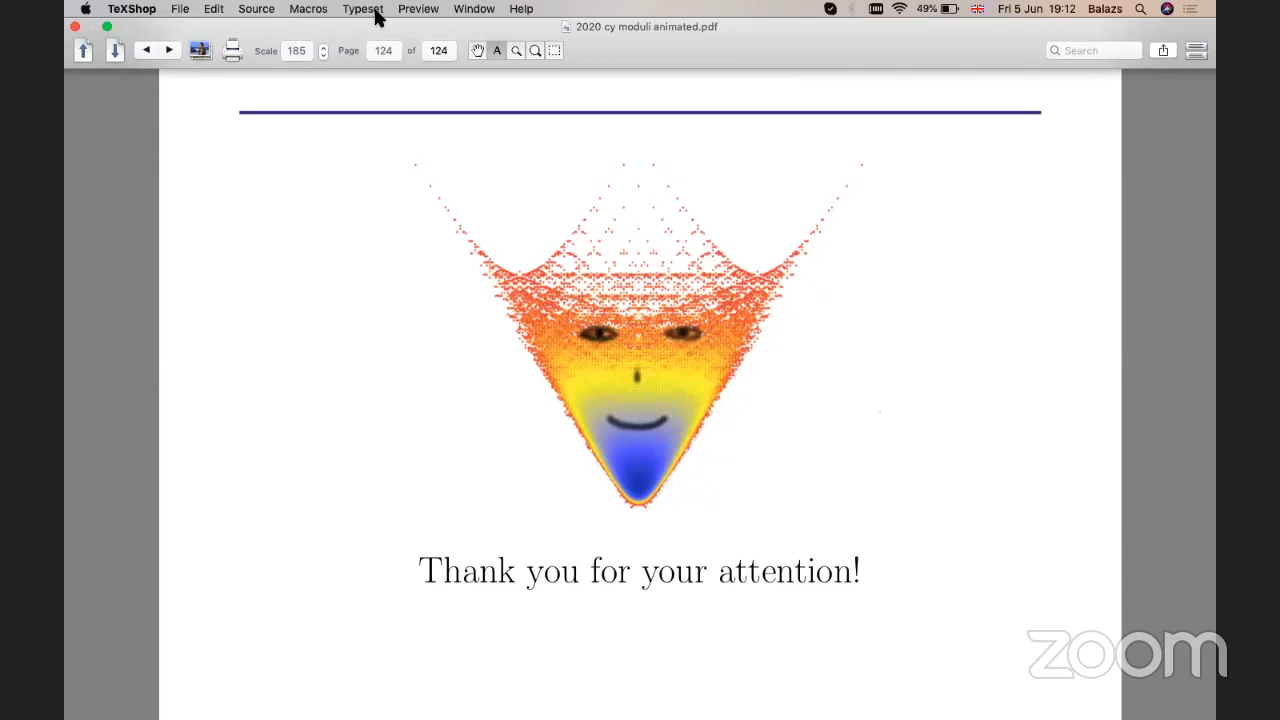 TeXShop File Edit Source Macros Typeset Preview Window Help 49% Fri 5 Jun 19:12 Balazs
2020 cy moduli animated.pdf
Scale 185 Page 124 of 124 A Search
Thank you for your attention!
zoom